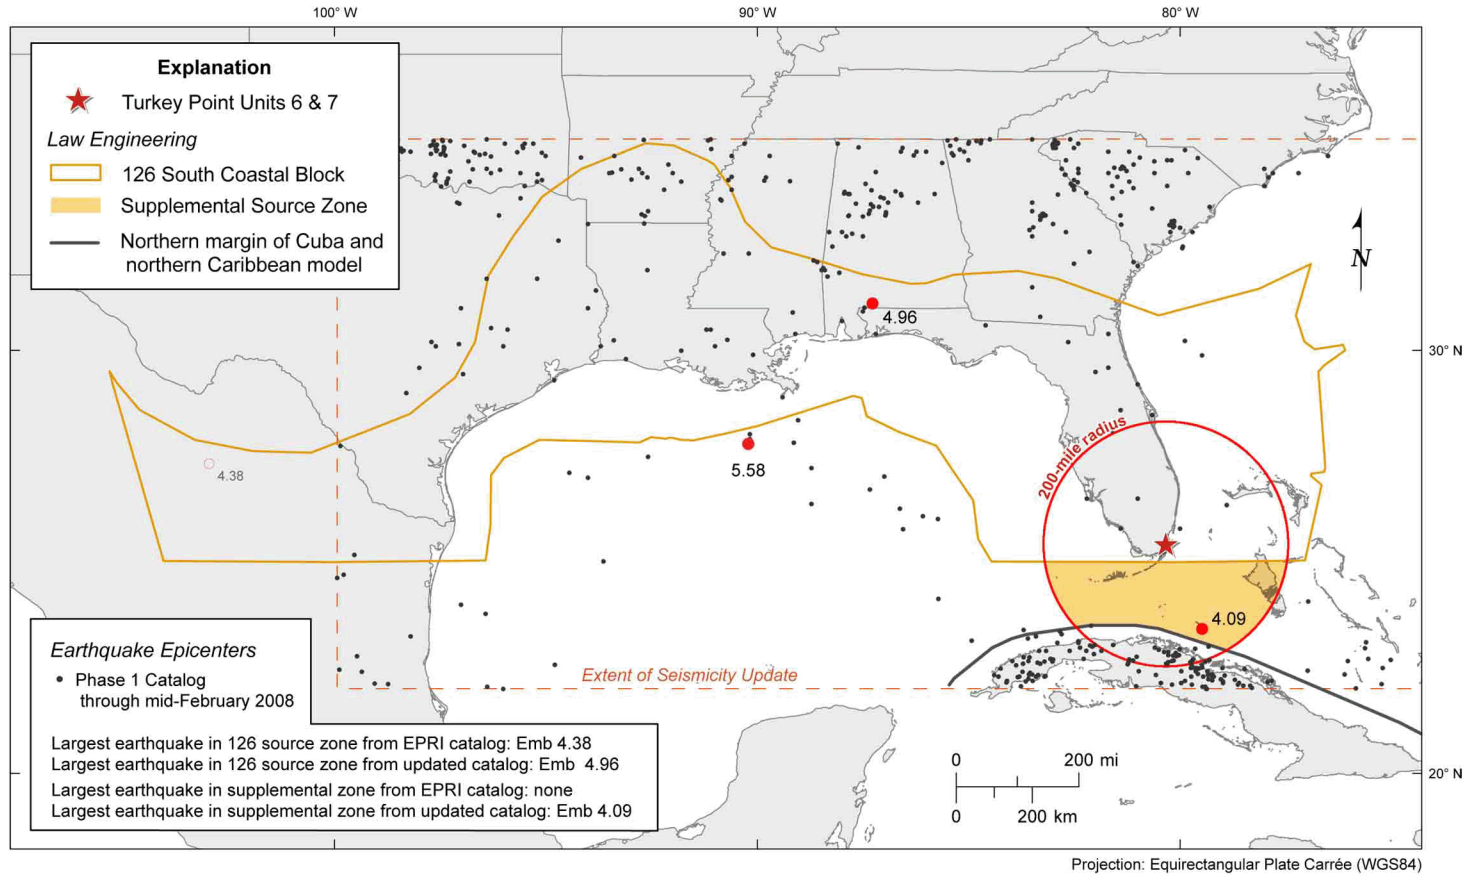 100° W
90° W
80° W
Explanation
Turkey Point Units 6 & 7
Law Engineering
126 South Coastal Block
Supplemental Source Zone
Northern margin of Cuba and
northern Caribbean model
N
4.96
30° N
200-mile radius
5.58
4.38
4.09
Earthquake Epicenters
Phase 1 Catalog
through mid-February 2008
Extent of Seismicity Update
Largest earthquake in 126 source zone from EPRI catalog: Emb 4.38
Largest earthquake in 126 source zone from updated catalog: Emb 4.96
Largest earthquake in supplemental zone from EPRI catalog: none
Largest earthquake in supplemental zone from updated catalog: Emb 4.09
0 200 mi
0 200 km
20° N
Projection: Equirectangular Plate Carrée (WGS84)